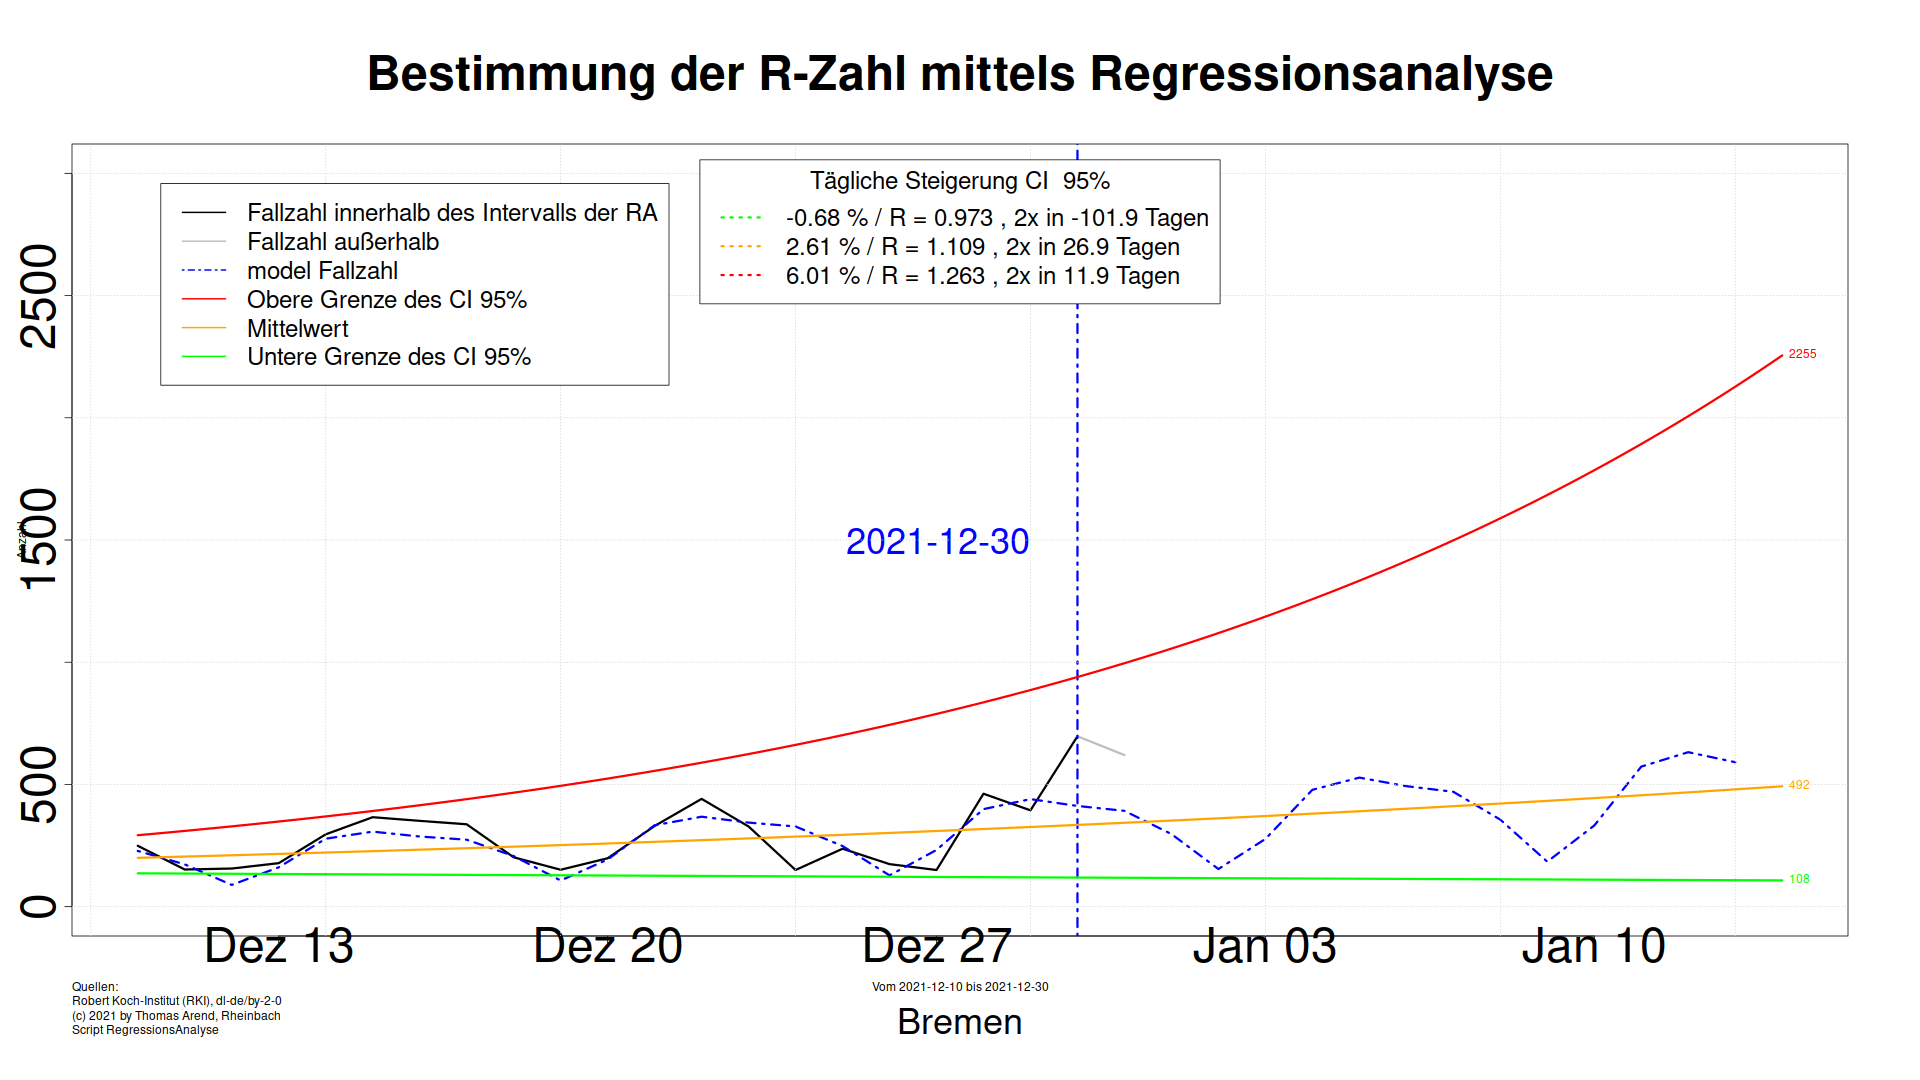 Bestimmung der R-Zahl mittels Regressionsanalyse
Fallzahl innerhalb des Intervalls der RA
Fallzahl außerhalb
model Fallzahl
Obere Grenze des CI 95%
Mittelwert
Untere Grenze des CI 95%
Tägliche Steigerung CI  95%
-0.68 % / R = 0.973 , 2x in -101.9 Tagen
2.61 % / R = 1.109 , 2x in 26.9 Tagen
6.01 % / R = 1.263 , 2x in 11.9 Tagen
2500
1500
500
0
Anzahl
2021-12-30
2255
492
108
Dez 13
Dez 20
Dez 27
Jan 03
Jan 10
Quellen:
Robert Koch-Institut (RKI), dl-de/by-2-0
(c) 2021 by Thomas Arend, Rheinbach
Script RegressionsAnalyse
Vom 2021-12-10 bis 2021-12-30
Bremen